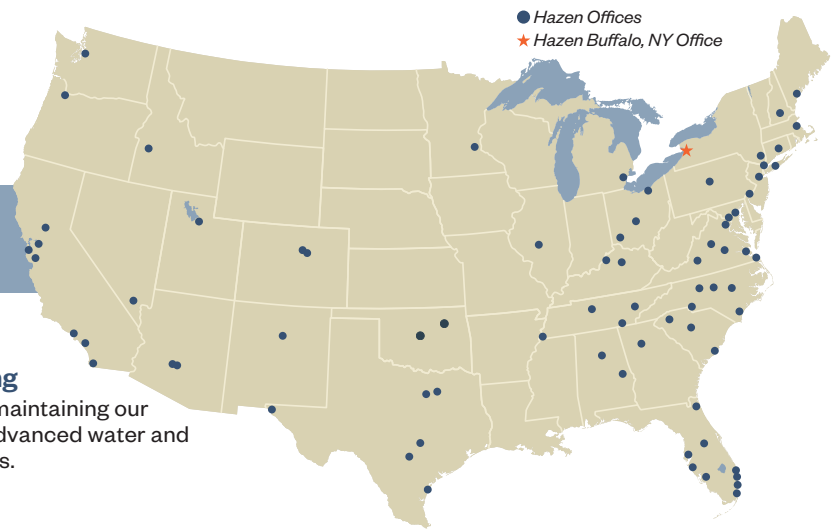 Hazen Offices
Hazen Buffalo, NY Office
maintaining our
dvanced water and